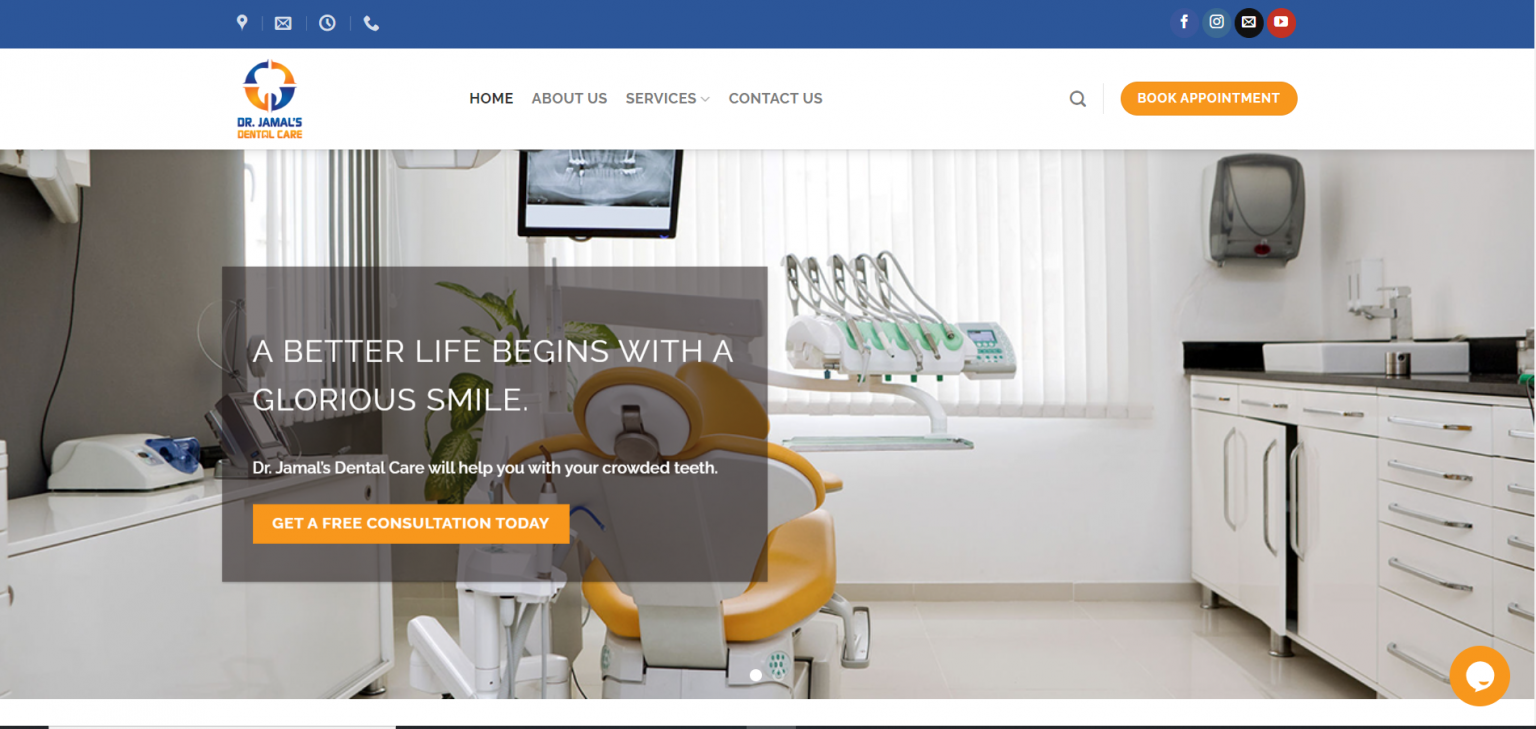 DR. JAMAL'S
DENTAL CARE
HOME
ABOUT US
SERVICES
CONTACT US
BOOK APPOINTMENT
A BETTER LIFE BEGINS WITH A
GLORIOUS SMILE.
Dr. Jamal's Dental Care will help you with your crowded teeth.
GET A FREE CONSULTATION TODAY